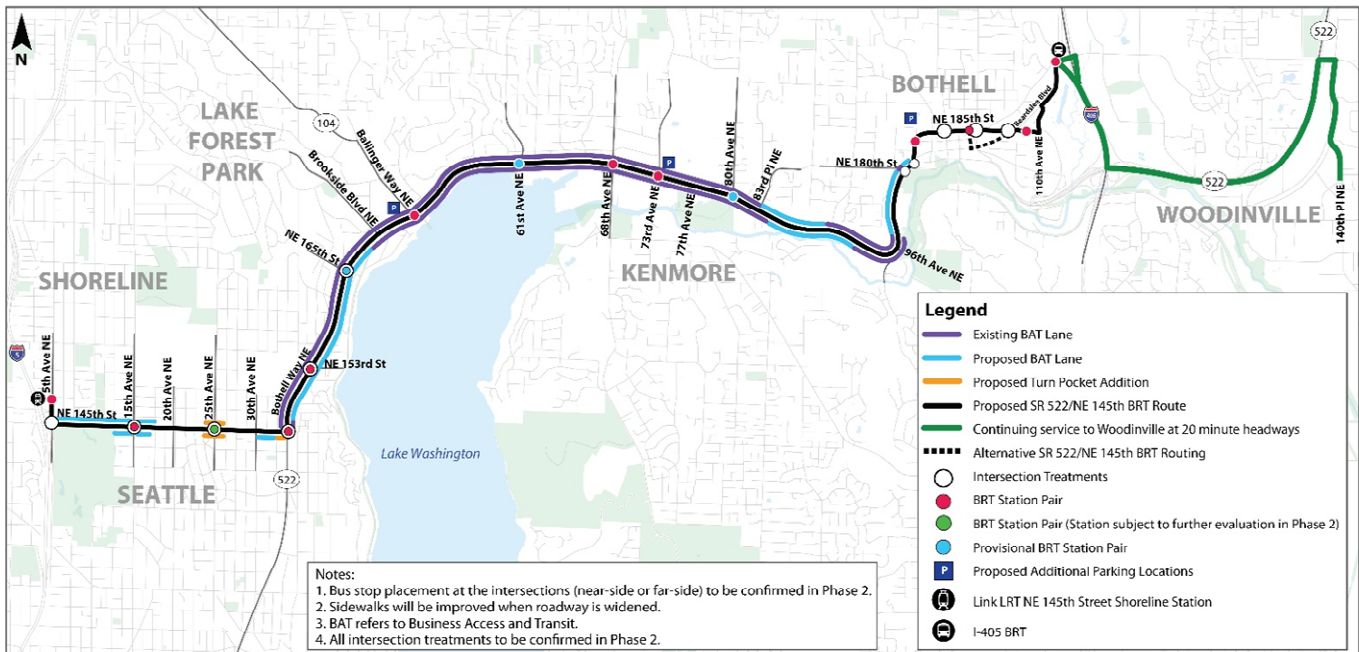 N
LAKE
FOREST
PARK
104
Ballinger Way NE
Brookside Blvd NE
P
NE 165th St
SHORELINE
5
5th Ave NE
NE 145th St
15th Ave NE
20th Ave NE
25th Ave NE
30th Ave NE
Bothell Way NE
NE 153rd St
SEATTLE
522
Lake Washington
61st Ave NE
68th Ave NE
73rd Ave NE
P
77th Ave NE
80th Ave NE
83rd Pl NE
KENMORE
96th Ave NE
BOTHELL
P
NE 180th St
NE 185th St
Beardslee Blvd
110th Ave NE
405
522
522
WOODINVILLE
140th Pl NE
Legend
Existing BAT Lane
Proposed BAT Lane
Proposed Turn Pocket Addition
Proposed SR 522/NE 145th BRT Route
Continuing service to Woodinville at 20 minute headways
Alternative SR 522/NE 145th BRT Routing
Intersection Treatments
BRT Station Pair
BRT Station Pair (Station subject to further evaluation in Phase 2)
Provisional BRT Station Pair
P Proposed Additional Parking Locations
Link LRT NE 145th Street Shoreline Station
I-405 BRT
Notes:
1. Bus stop placement at the intersections (near-side or far-side) to be confirmed in Phase 2.
2. Sidewalks will be improved when roadway is widened.
3. BAT refers to Business Access and Transit.
4. All intersection treatments to be confirmed in Phase 2.